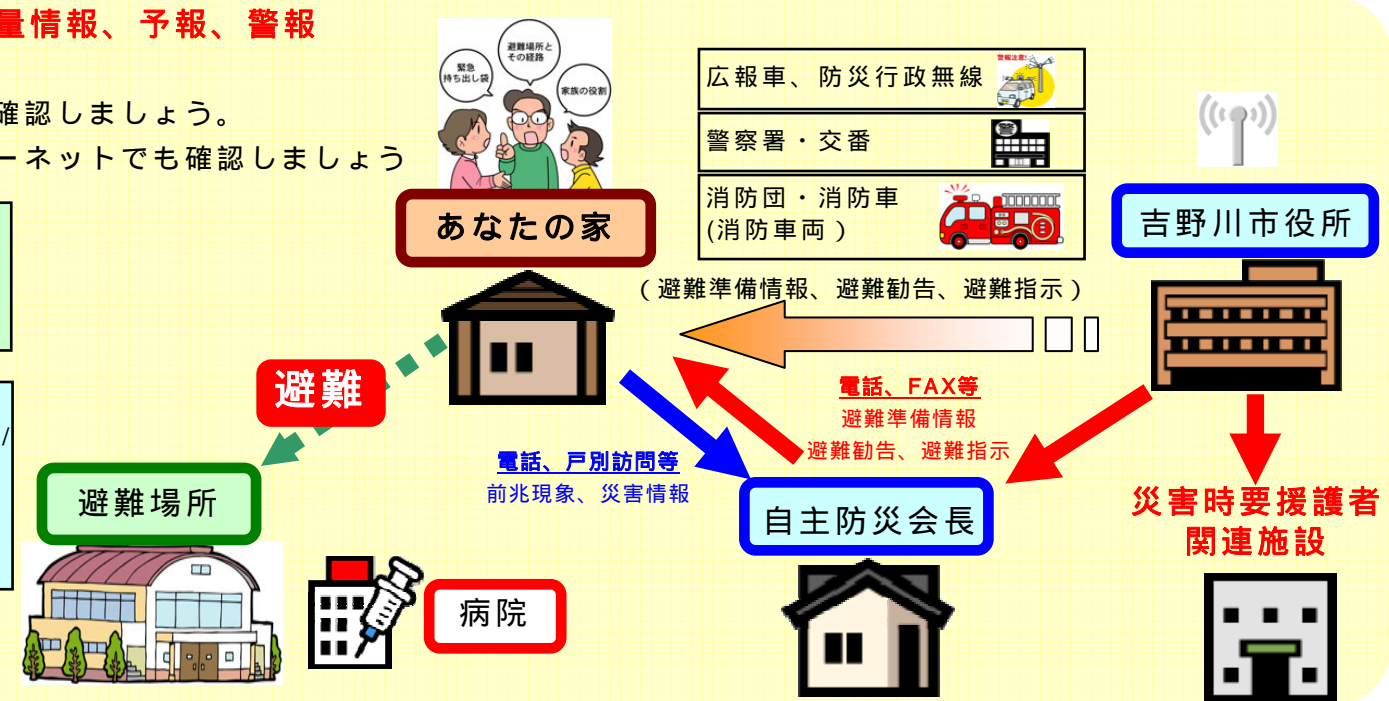 量情報、予報、警報
確認しましょう。
ーネットでも確認しましょう
緊急
持ち出し袋
避難場所と
その経路
家族の役割
あなたの家
広報車、防災行政無線
警報注意!
警察署・交番
警
消防団・消防車
(消防車両)
吉野川市役所
(避難準備情報、避難勧告、避難指示)
避難
電話、FAX等
避難準備情報
避難勧告、避難指示
電話、戸別訪問等
前兆現象、災害情報
/
避難場所
自主防災会長
災害時要援護者
関連施設
病院